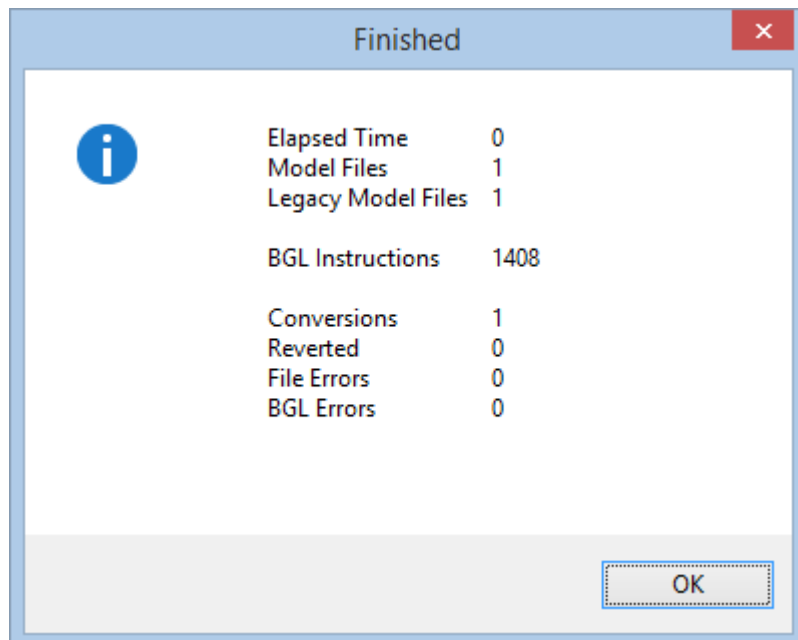 Finished
Elapsed Time 0
Model Files 1
Legacy Model Files 1
BGL Instructions 1408
Conversions 1
Reverted 0
File Errors 0
BGL Errors 0
OK